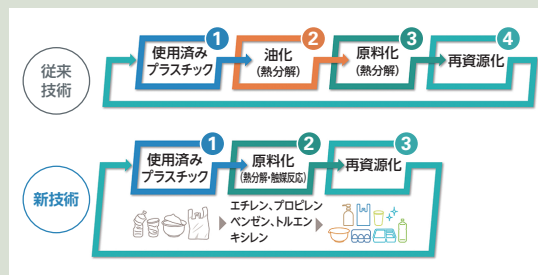 従来
技術
1
使用済み
プラスチック
2
油化
(熱分解)
3
原料化
(熱分解)
4
再資源化
新技術
1
使用済み
プラスチック
2
原料化
(熱分解・触媒反応)
3
再資源化
エチレン、プロピレン
ベンゼン、トルエン
キシレン